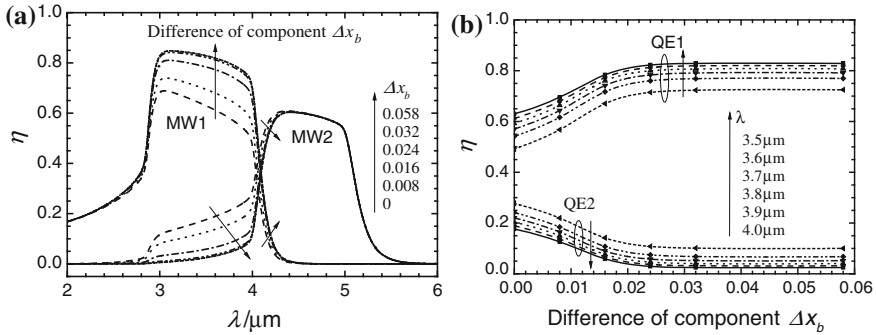 (a)
Difference of component Δx_b
Δx_b
0.058
0.032
0.024
0.016
0.008
0
MW1
MW2
η
1.0
0.8
0.6
0.4
0.2
0.0
2 3 4 5 6
λ/μm
(b)
QE1
λ
3.5μm
3.6μm
3.7μm
3.8μm
3.9μm
4.0μm
QE2
η
1.0
0.8
0.6
0.4
0.2
0.0
0.00 0.01 0.02 0.03 0.04 0.05 0.06
Difference of component Δx_b